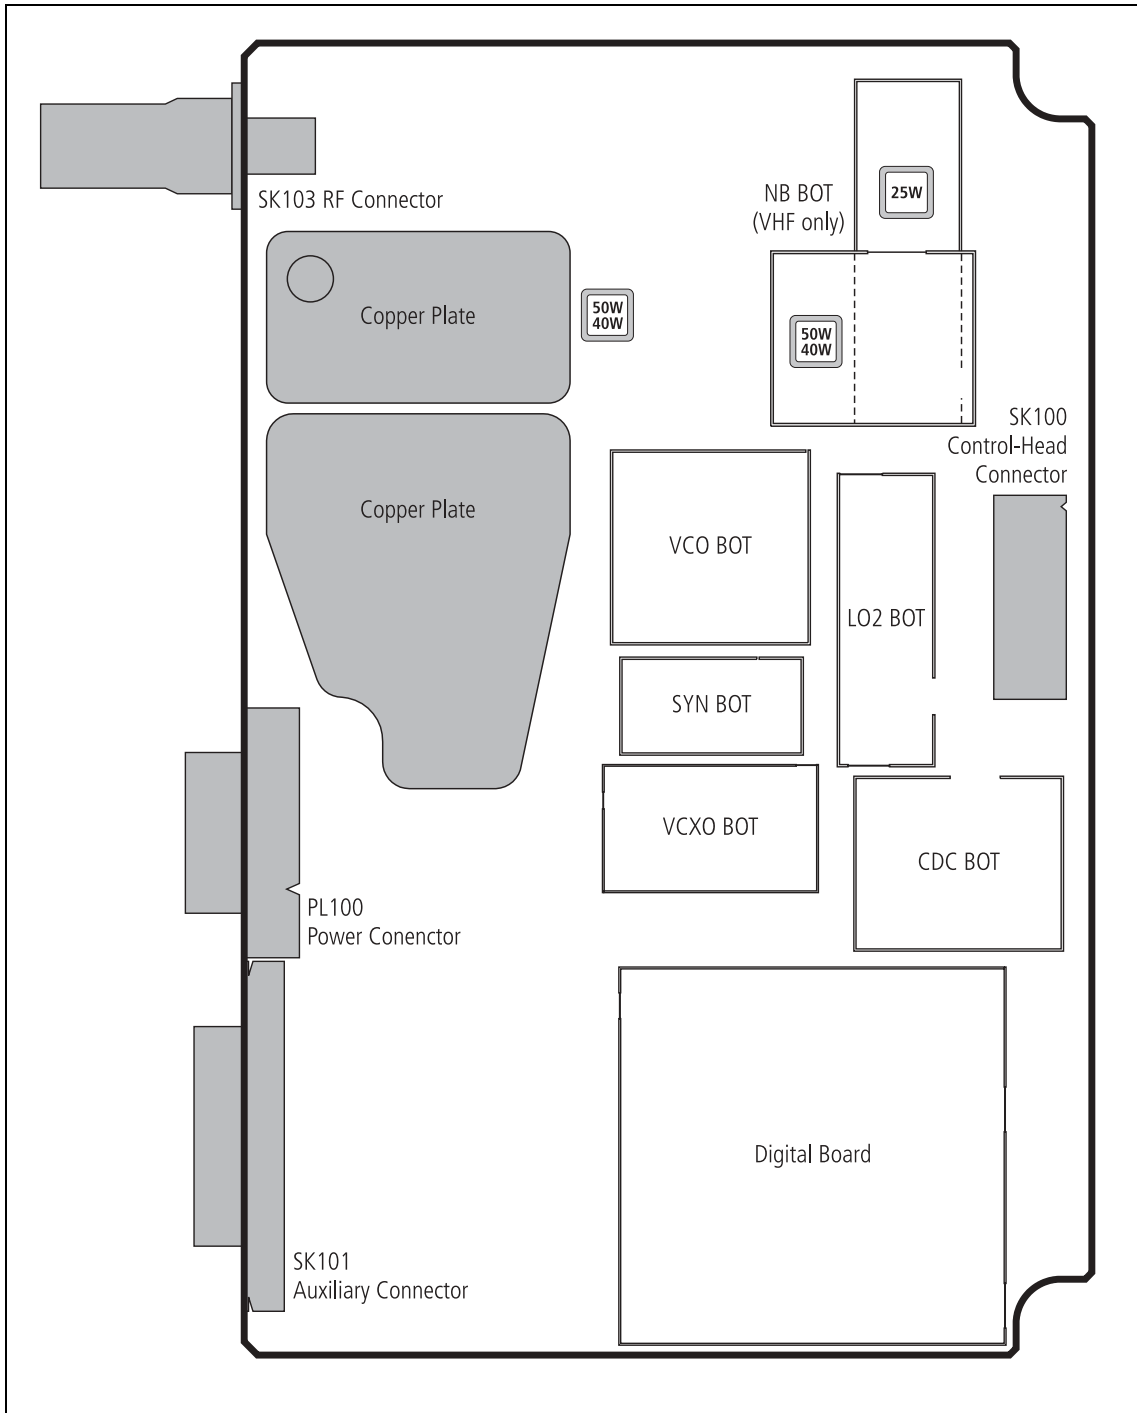 SK103 RF Connector
NB BOT
(VHF only)
25W
Copper Plate
50W
40W
50W
40W
SK100
Control-Head
Connector
Copper Plate
VCO BOT
LO2 BOT
SYN BOT
VCXO BOT
CDC BOT
PL100
Power Conenctor
Digital Board
SK101
Auxiliary Connector